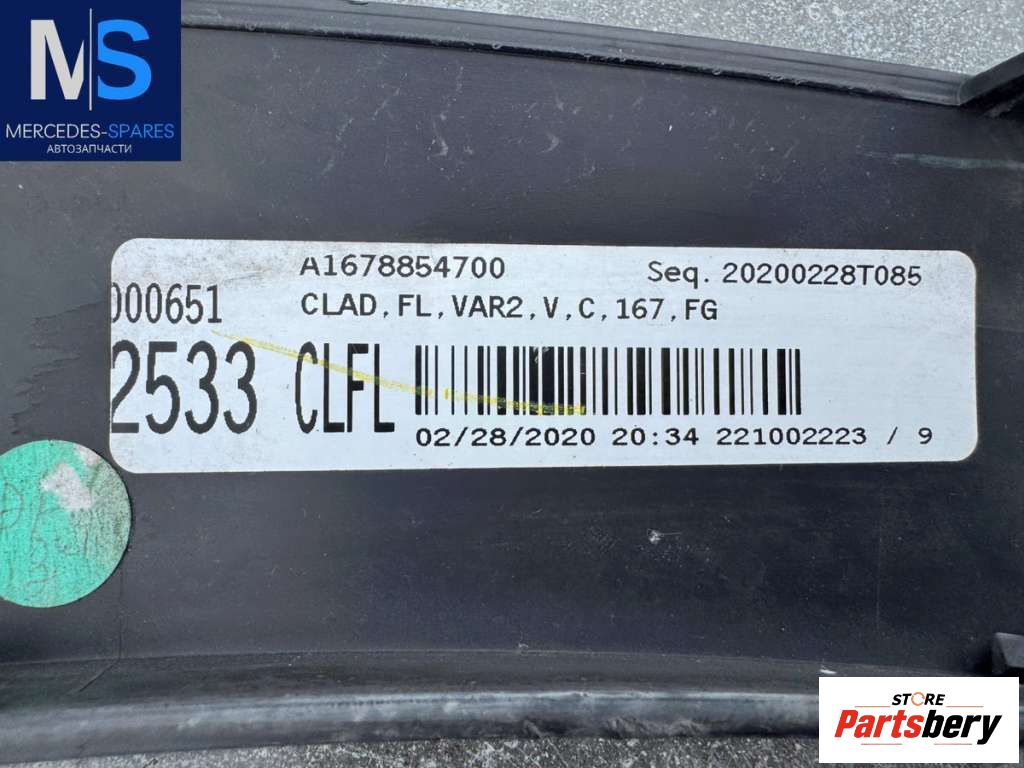 MS
MERCEDES-SPARES
АВТОЗАПЧАСТИ
A1678854700 Seq. 20200228T085
000651 CLAD,FL,VAR2,V,C,167,FG
2533 CLFL
02/28/2020 20:34 221002223 / 9
STORE
Partsbery